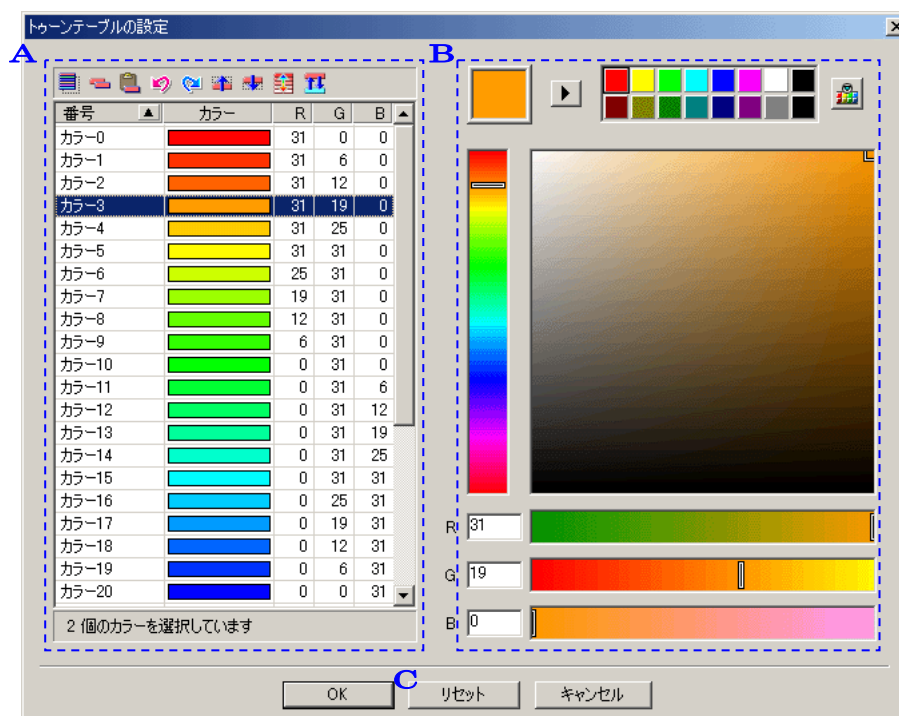 トゥーンテーブルの設定
A
B
番号 カラー R G B
カラー0 31 0 0
カラー1 31 6 0
カラー2 31 12 0
カラー3 31 19 0
カラー4 31 25 0
カラー5 31 31 0
カラー6 25 31 0
カラー7 19 31 0
カラー8 12 31 0
カラー9 6 31 0
カラー10 0 31 0
カラー11 0 31 6
カラー12 0 31 12
カラー13 0 31 19
カラー14 0 31 25
カラー15 0 31 31
カラー16 0 25 31
カラー17 0 19 31
カラー18 0 12 31
カラー19 0 6 31
カラー20 0 0 31
2 個のカラーを選択しています
R 31
G 19
B 0
C
OK リセット キャンセル